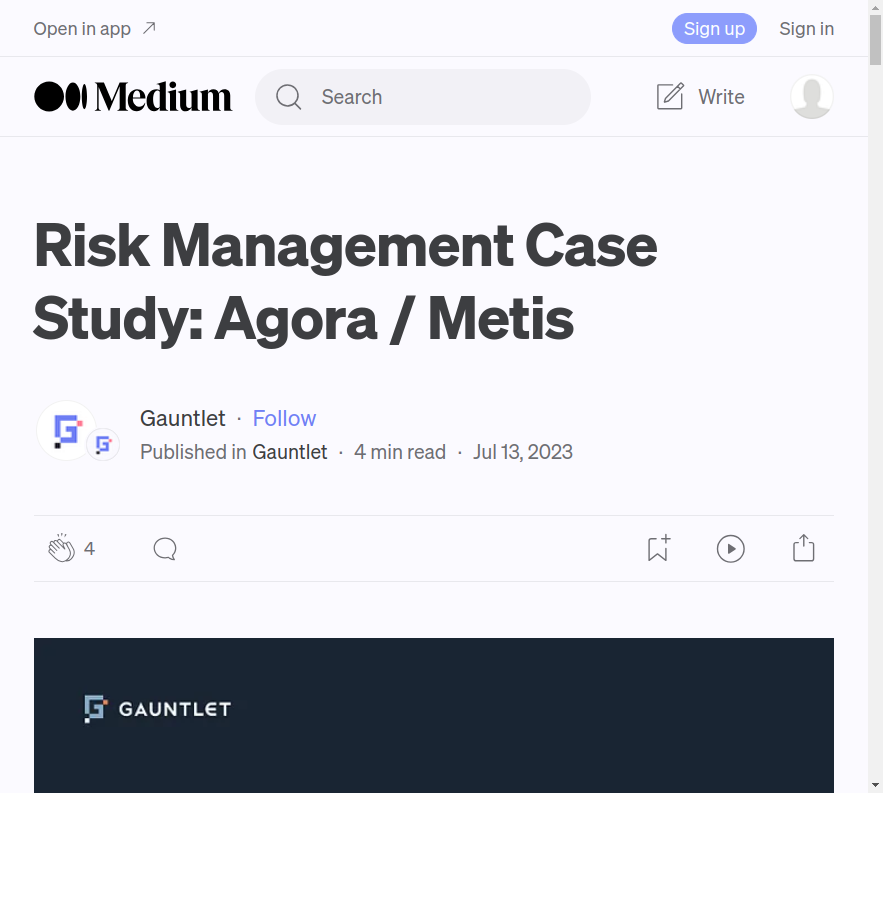 Open in app
Sign up
Sign in
Medium
Search
Write
Risk Management Case
Study: Agora / Metis
Gauntlet · Follow
Published in Gauntlet · 4 min read · Jul 13, 2023
4
GAUNTLET